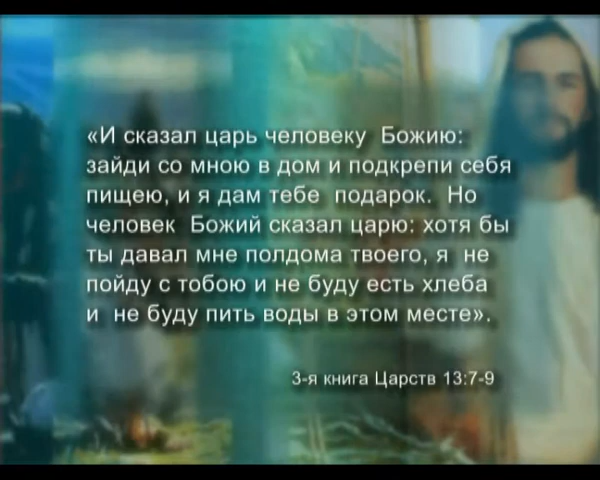 «И сказал царь человеку Божию:
зайди со мною в дом и подкрепи себя
пищею, и я дам тебе подарок. Но
человек Божий сказал царю: хотя бы
ты давал мне полдома твоего, я не
пойду с тобою и не буду есть хлеба
и не буду пить воды в этом месте».
3-я книга Царств 13:7-9